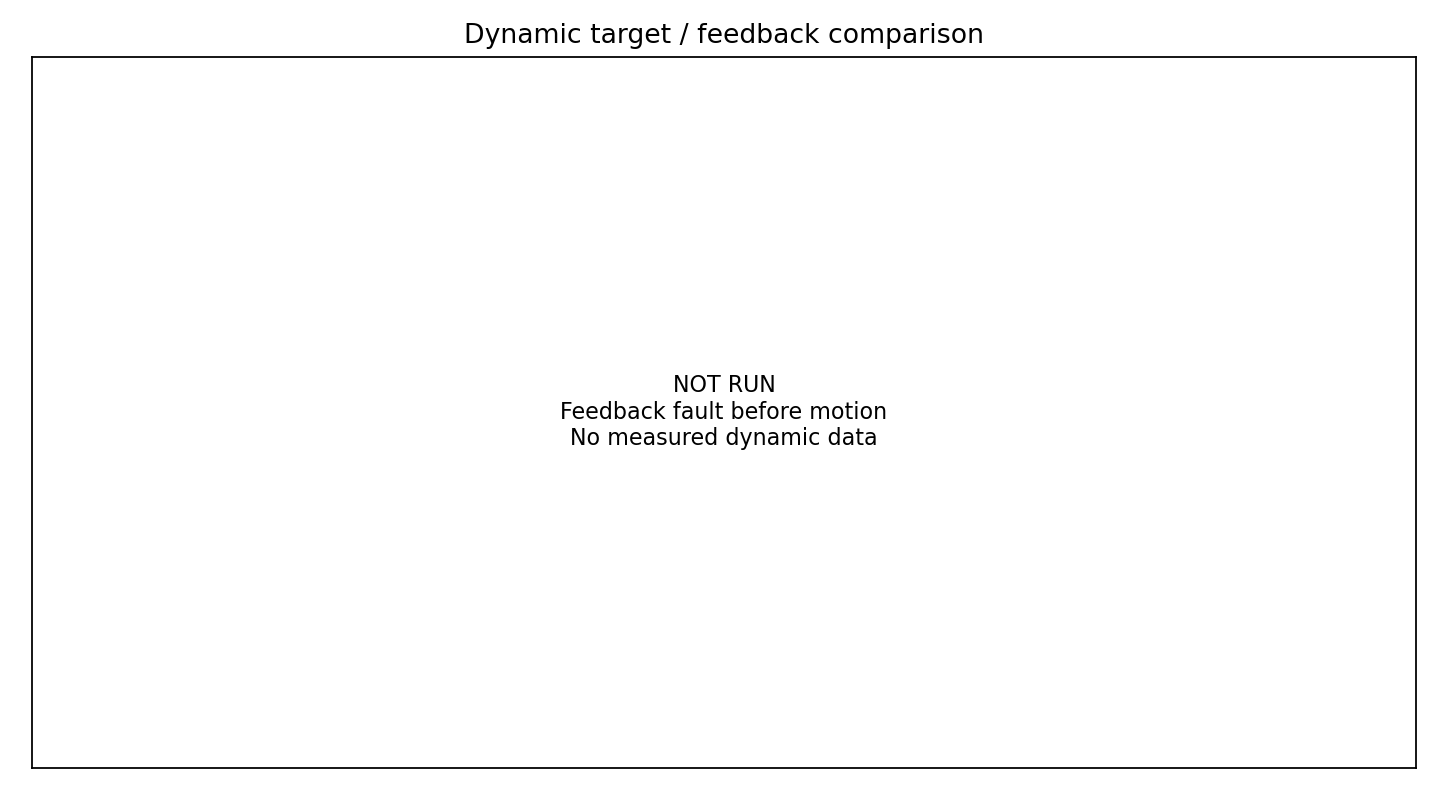 Dynamic target / feedback comparison
NOT RUN
Feedback fault before motion
No measured dynamic data